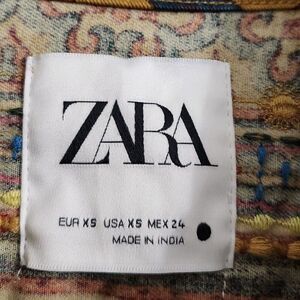 ZARA
EUR XS USA XS MEX 24
MADE IN INDIA